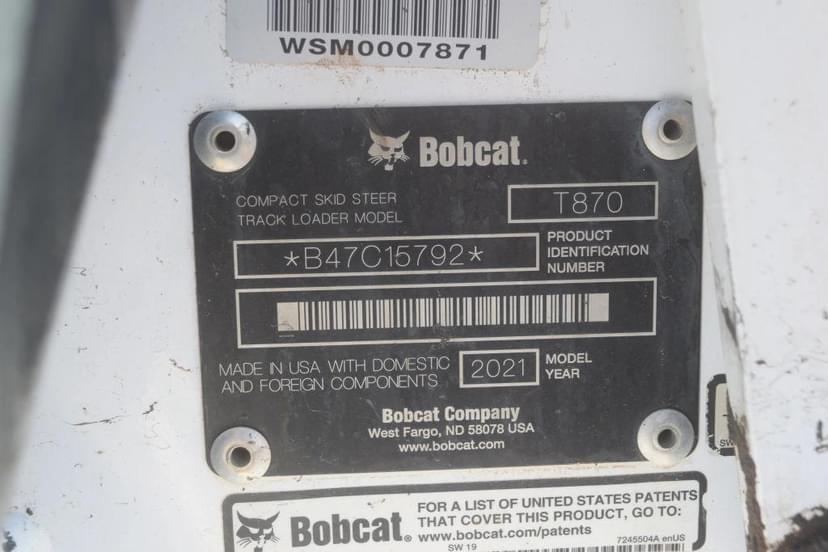 WSM0007871
Bobcat®
COMPACT SKID STEER
TRACK LOADER MODEL
T870
*B47C15792*
PRODUCT
IDENTIFICATION
NUMBER
MADE IN USA WITH DOMESTIC
AND FOREIGN COMPONENTS
2021
MODEL
YEAR
Bobcat Company
West Fargo, ND 58078 USA
www.bobcat.com
SW
Bobcat®
FOR A LIST OF UNITED STATES PATENTS
THAT COVER THIS PRODUCT, GO TO:
www.bobcat.com/patents
SW 19
7245504A enUS